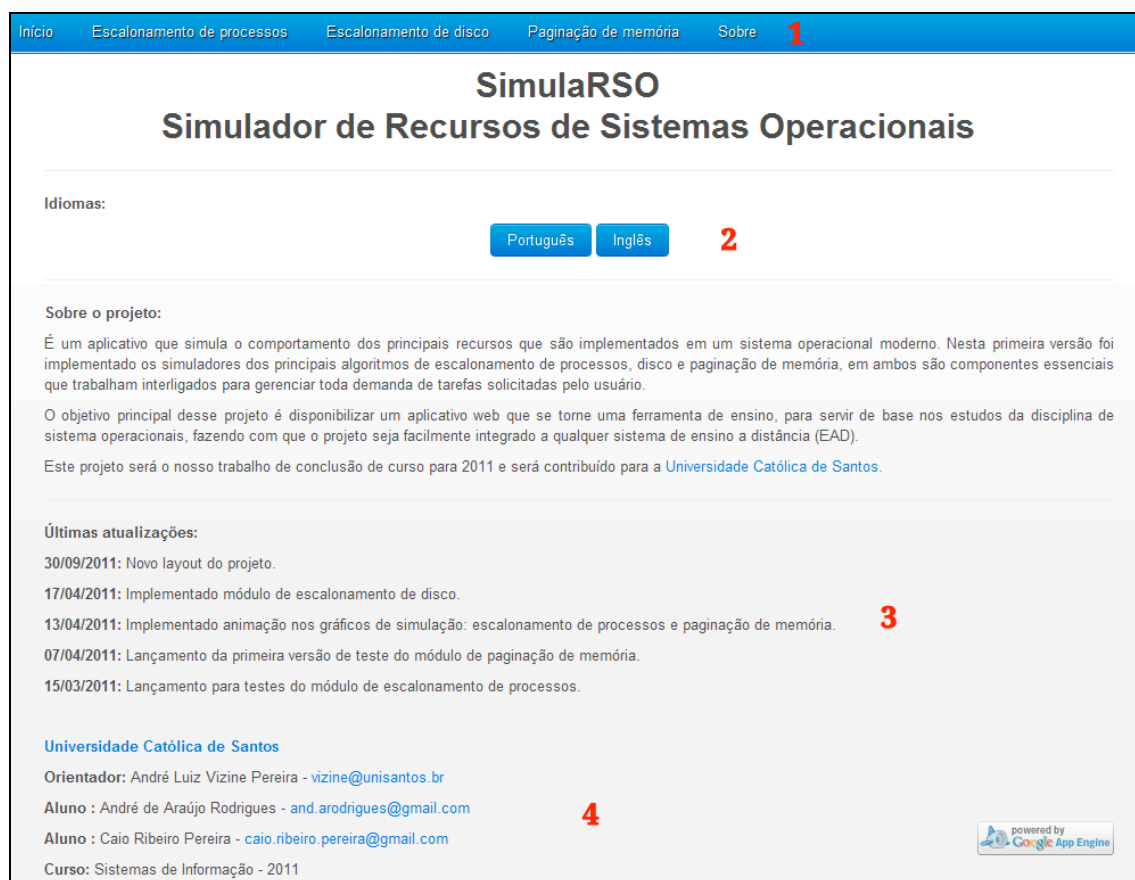 Início Escalonamento de processos Escalonamento de disco Paginação de memória Sobre 1
SimulaRSO
Simulador de Recursos de Sistemas Operacionais
Idiomas:
Português Inglês 2
Sobre o projeto:
É um aplicativo que simula o comportamento dos principais recursos que são implementados em um sistema operacional moderno. Nesta primeira versão foi
implementado os simuladores dos principais algoritmos de escalonamento de processos, disco e paginação de memória, em ambos são componentes essenciais
que trabalham interligados para gerenciar toda demanda de tarefas solicitadas pelo usuário.
O objetivo principal desse projeto é disponibilizar um aplicativo web que se torne uma ferramenta de ensino, para servir de base nos estudos da disciplina de
sistema operacionais, fazendo com que o projeto seja facilmente integrado a qualquer sistema de ensino a distância (EAD).
Este projeto será o nosso trabalho de conclusão de curso para 2011 e será contribuído para a Universidade Católica de Santos.
Últimas atualizações:
30/09/2011: Novo layout do projeto.
17/04/2011: Implementado módulo de escalonamento de disco.
13/04/2011: Implementado animação nos gráficos de simulação: escalonamento de processos e paginação de memória. 3
07/04/2011: Lançamento da primeira versão de teste do módulo de paginação de memória.
15/03/2011: Lançamento para testes do módulo de escalonamento de processos.
Universidade Católica de Santos
Orientador: André Luiz Vizine Pereira - vizine@unisantos.br
Aluno : André de Araújo Rodrigues - and.arodrigues@gmail.com 4
Aluno : Caio Ribeiro Pereira - caio.ribeiro.pereira@gmail.com
Curso: Sistemas de Informação - 2011
powered by
Google App Engine